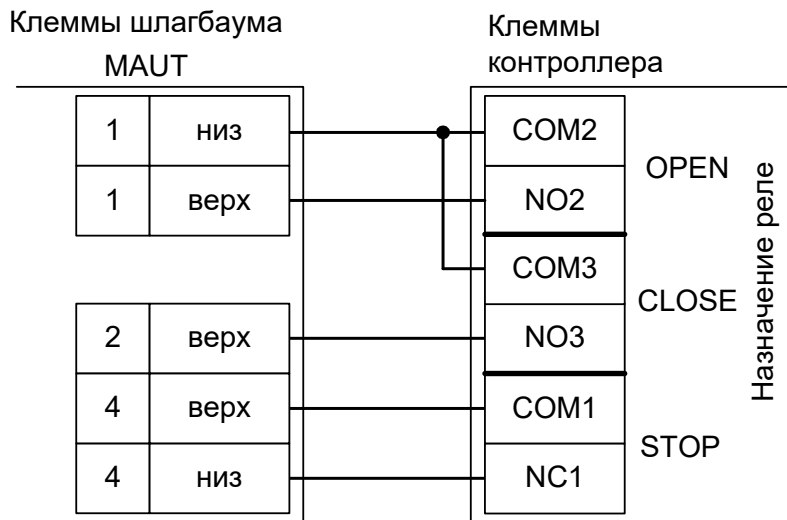 Клеммы шлагбаума
MAUT
Клеммы
контроллера
1 низ
COM2
1 верх
NO2
OPEN
COM3
2 верх
NO3
CLOSE
4 верх
COM1
4 низ
NC1
STOP
Назначение реле